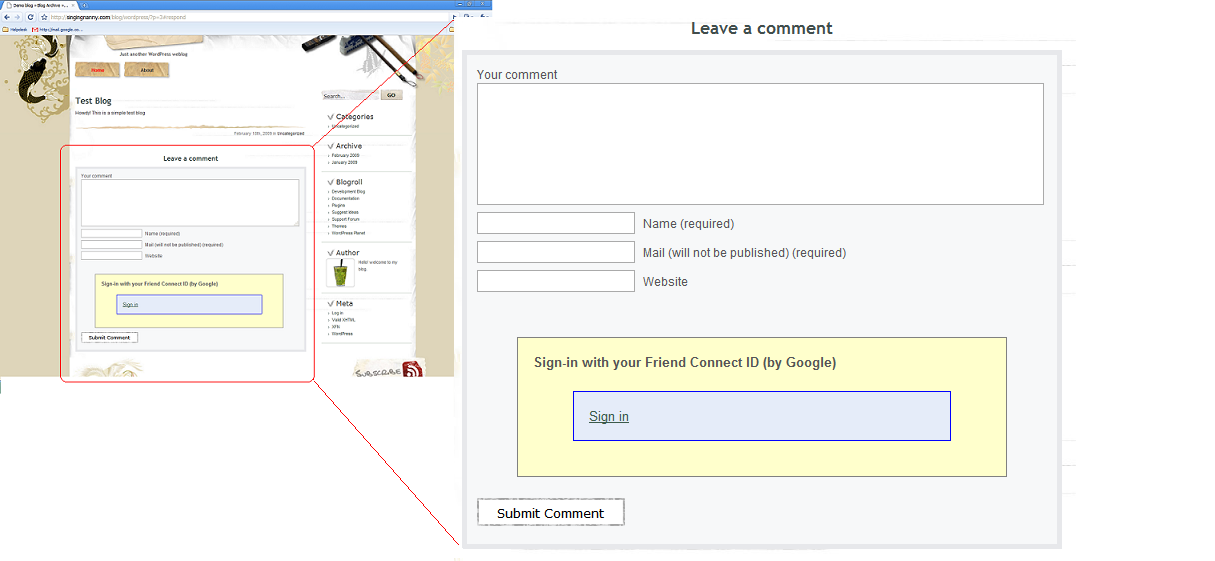 Demo blog » Blog Archive » ...
http://singingnanny.com/blog/wordpress/?p=3#respond
Helpdesk
http://mail.google.co...
Just another WordPress weblog
Home
About
Test Blog
Howdy! This is a simple test blog
February 10th, 2009 in Uncategorized
Leave a comment
Your comment
Name (required)
Mail (will not be published) (required)
Website
Sign-in with your Friend Connect ID (by Google)
Sign in
Submit Comment
Search...
GO
Categories
Uncategorized
Archive
February 2009
January 2009
Blogroll
Development Blog
Documentation
Plugins
Suggest Ideas
Support Forum
Themes
WordPress Planet
Author
Hello! welcome to my
blog.
Meta
Log in
Valid XHTML
XFN
WordPress
SUBSCRIBE
Leave a comment
Your comment
Name (required)
Mail (will not be published) (required)
Website
Sign-in with your Friend Connect ID (by Google)
Sign in
Submit Comment